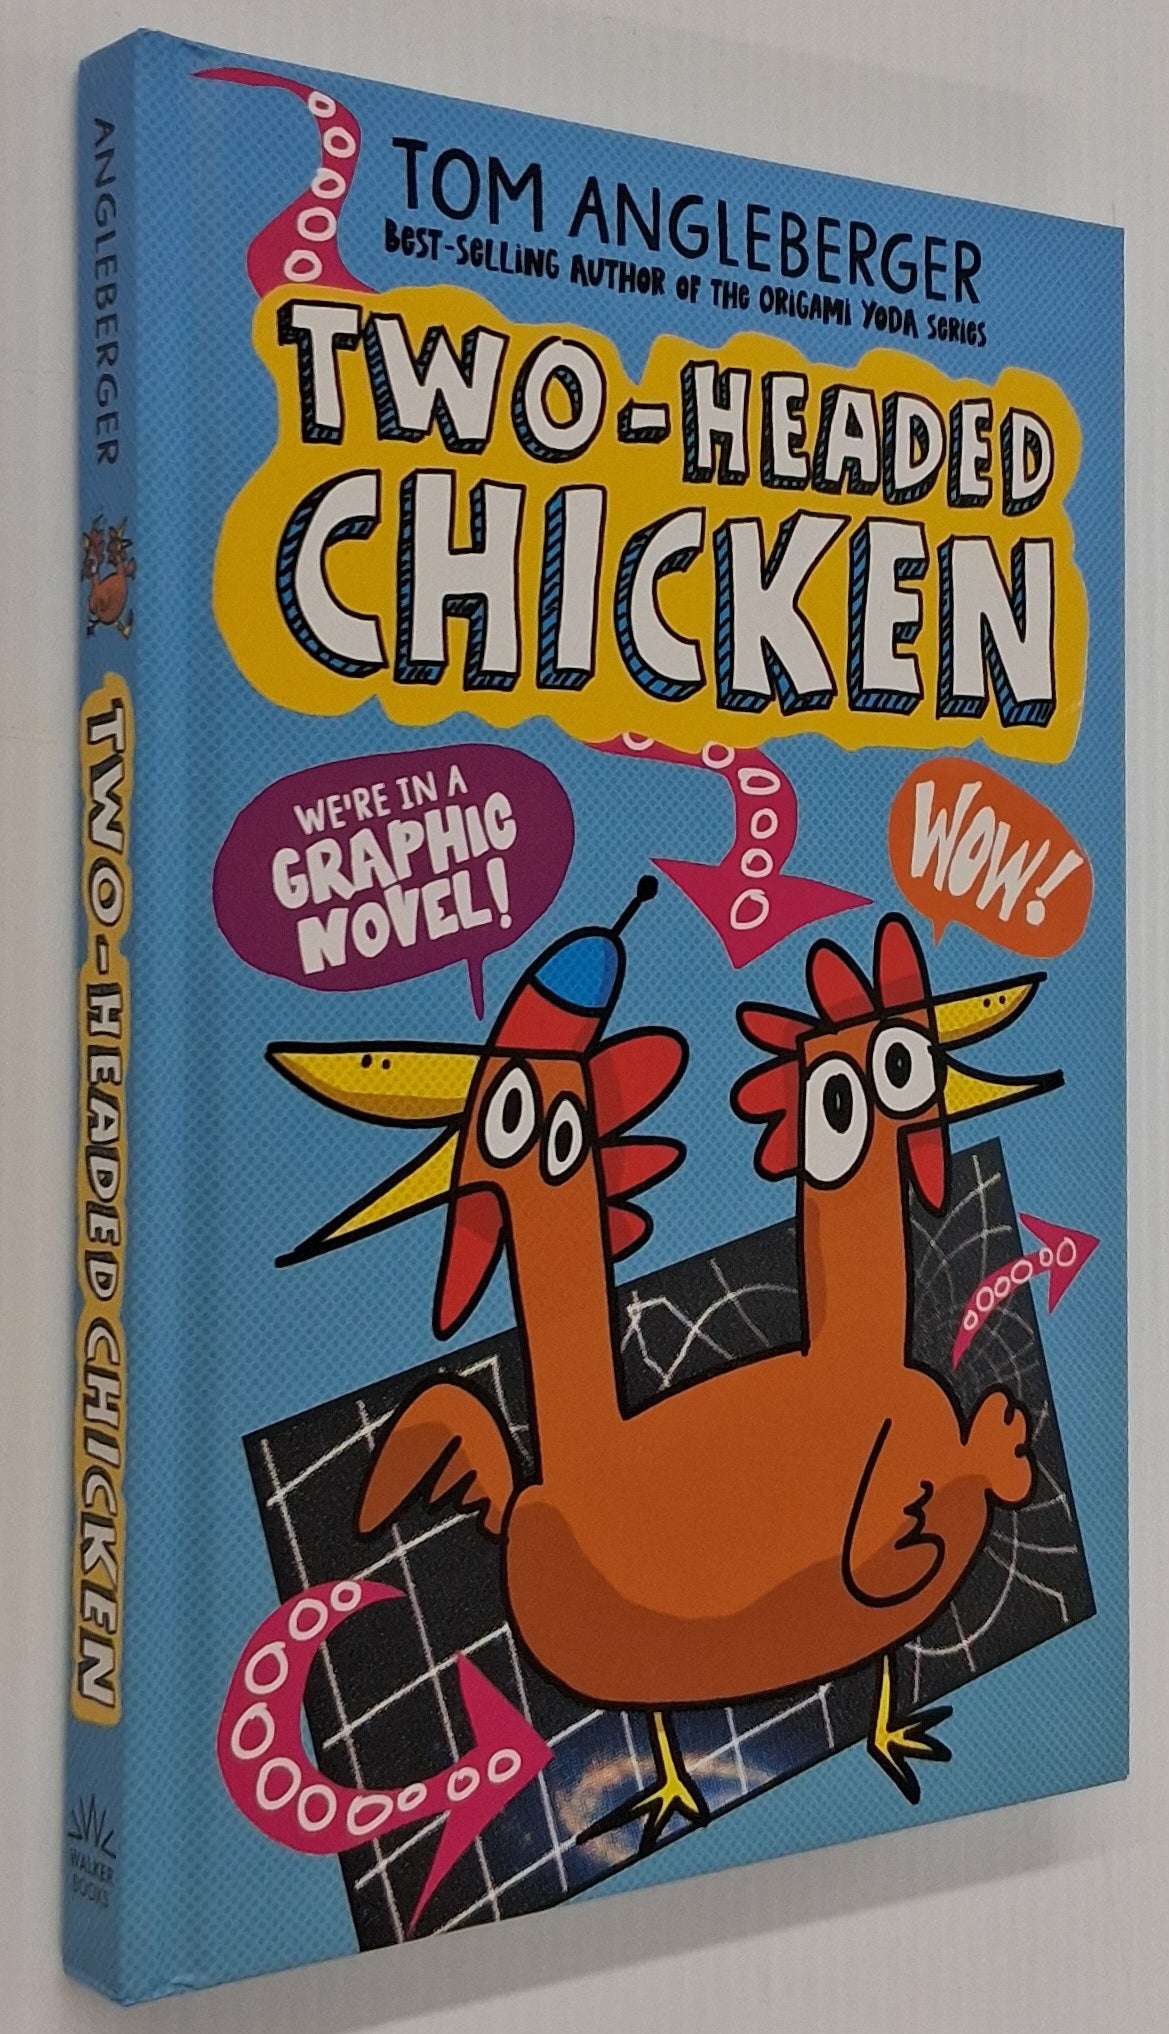 TOM ANGLEBERGER
BEST-SELLING AUTHOR OF THE ORIGAMI YODA SERIES
TWO-HEADED
CHICKEN
WE'RE IN A
GRAPHIC
NOVEL!
WOW!
ANGLEBERGER
TWO-HEADED CHICKEN
WALKER
BOOKS